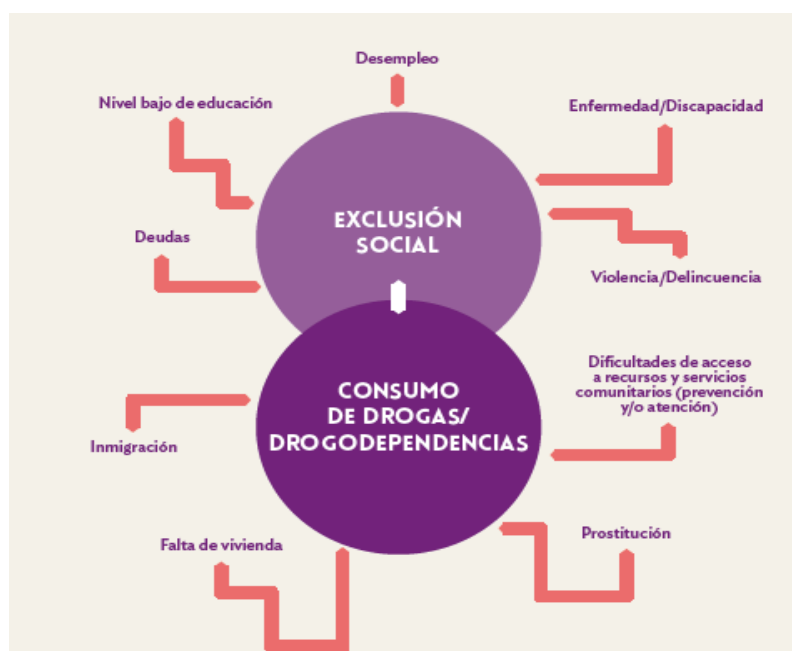 Desempleo
Nivel bajo de educación
Enfermedad/Discapacidad
EXCLUSIÓN
SOCIAL
Deudas
Violencia/Delincuencia
Dificultades de acceso
a recursos y servicios
comunitarios (prevención
y/o atención)
CONSUMO
DE DROGAS/
DROGODEPENDENCIAS
Inmigración
Falta de vivienda
Prostitución